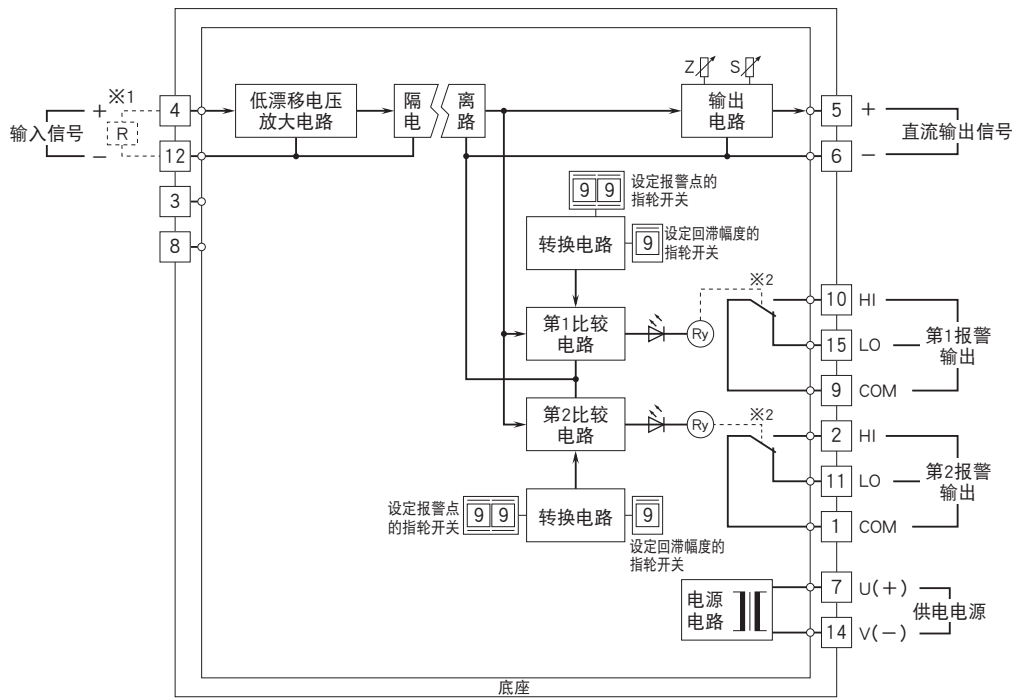 Z S
※1
输入信号
+
R
−
4
12
3
8
低漂移电压
放大电路
隔 离
电 路
输出
电路
5 +
6 −
直流输出信号
9 9
设定报警点的
指轮开关
转换电路
9
设定回滞幅度的
指轮开关
第1比较
电路
Ry
※2
10 HI
15 LO
9 COM
第1报警
输出
第2比较
电路
Ry
※2
2 HI
11 LO
1 COM
第2报警
输出
设定报警点
的指轮开关
9 9
转换电路
9
设定回滞幅度的
指轮开关
电源
电路
7 U(+)
14 V(−)
供电电源
底座